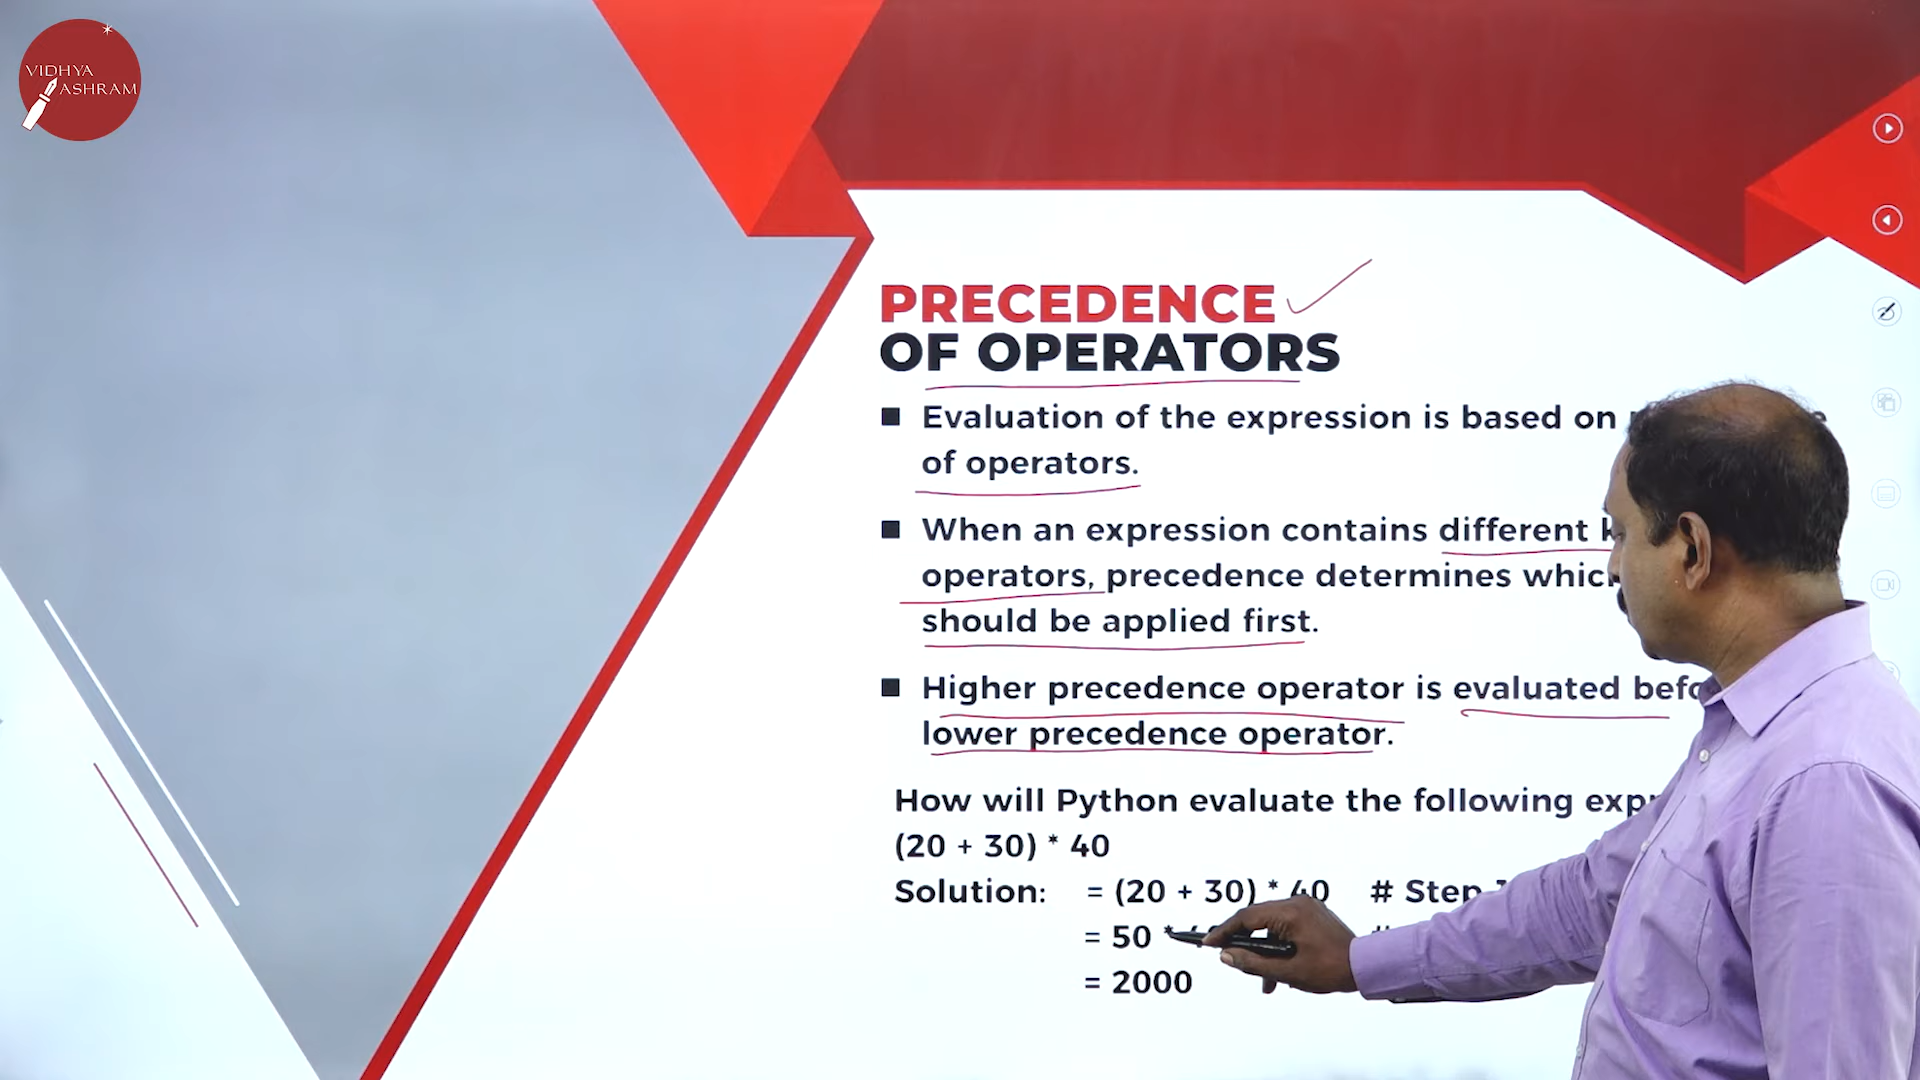 VIDHYA
ASHRAM
PRECEDENCE
OF OPERATORS
■ Evaluation of the expression is based on
of operators.
■ When an expression contains different
operators, precedence determines which
should be applied first.
■ Higher precedence operator is evaluated
lower precedence operator.
How will Python evaluate the following
(20 + 30) * 40
Solution: = (20 + 30) * 40 # Step
= 50 *
= 2000